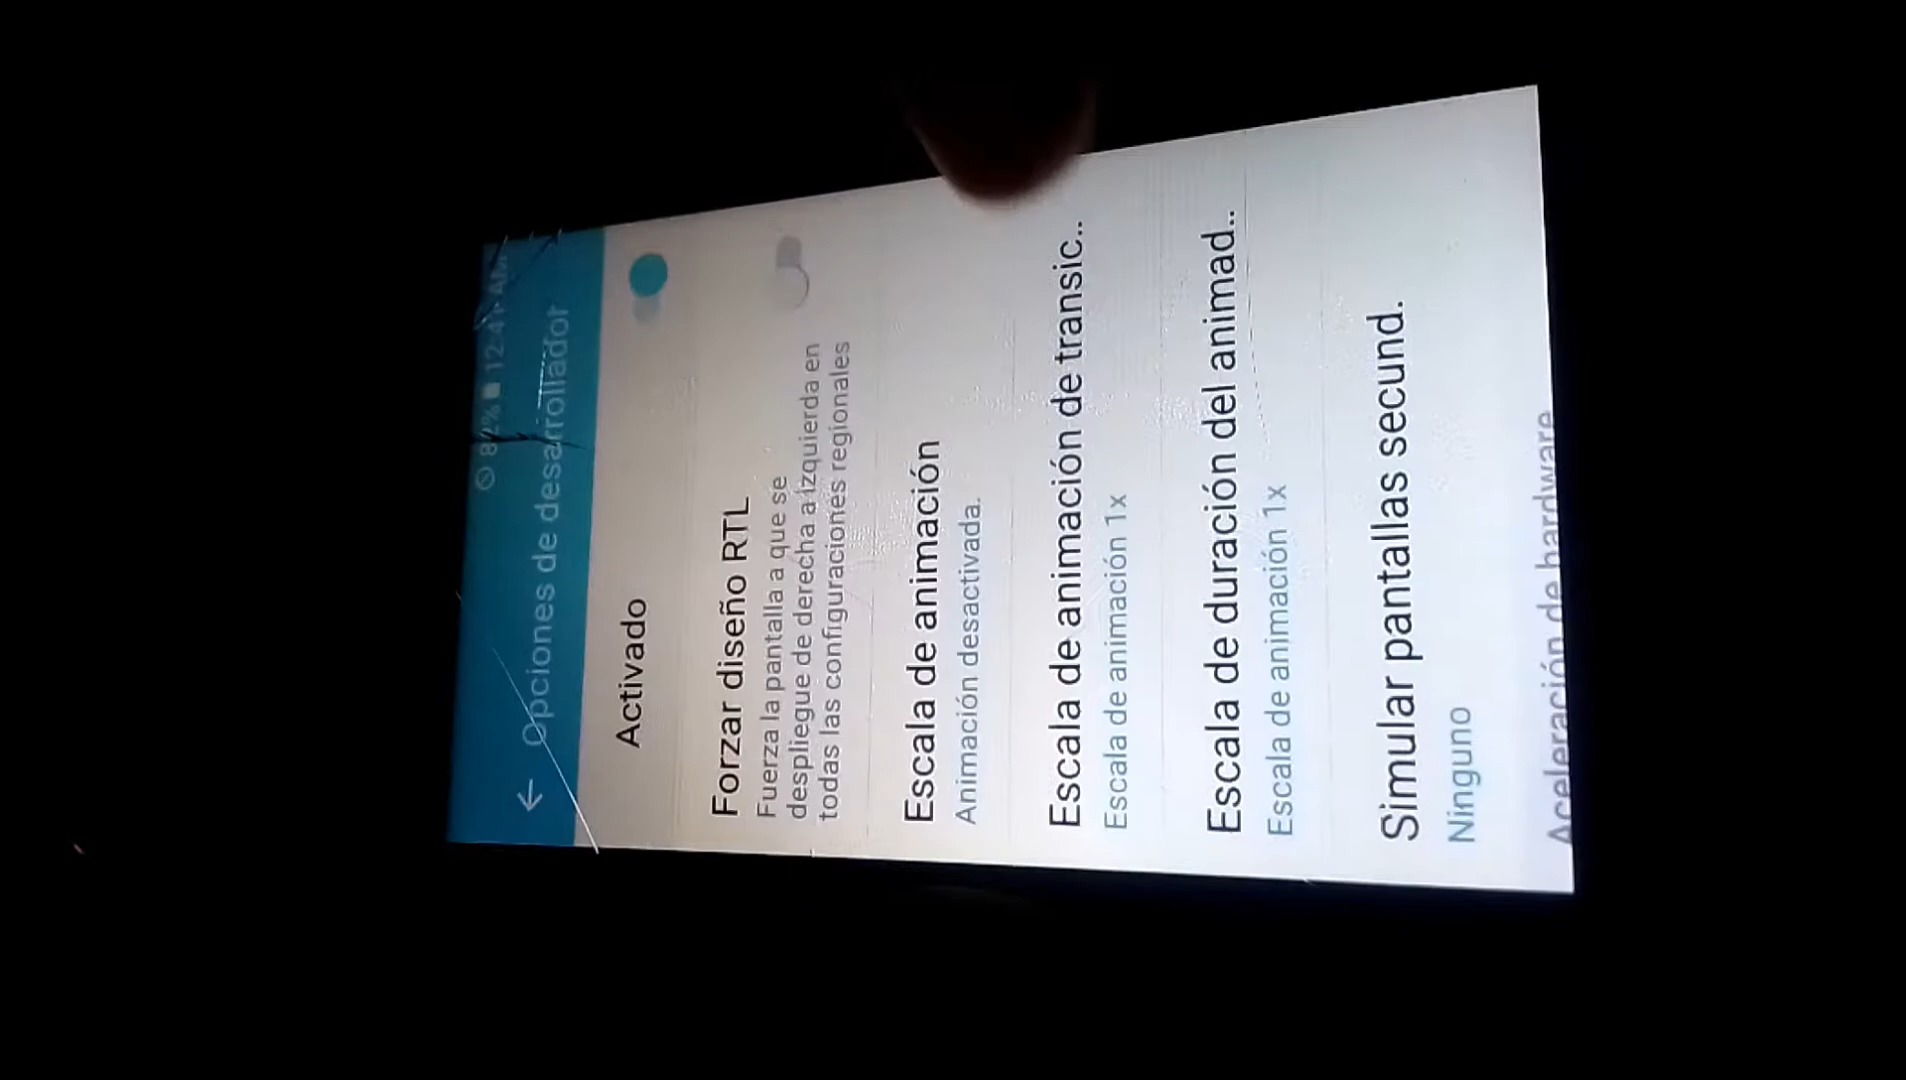 82% 12:41 AM
Opciones de desarrollador
Activado
Forzar diseño RTL
Fuerza la pantalla a que se
despliegue de derecha a izquierda en
todas las configuraciones regionales
Escala de animación
Animación desactivada.
Escala de animación de transic..
Escala de animación 1x
Escala de duración del animad..
Escala de animación 1x
Simular pantallas secund.
Ninguno
Aceleración de hardware